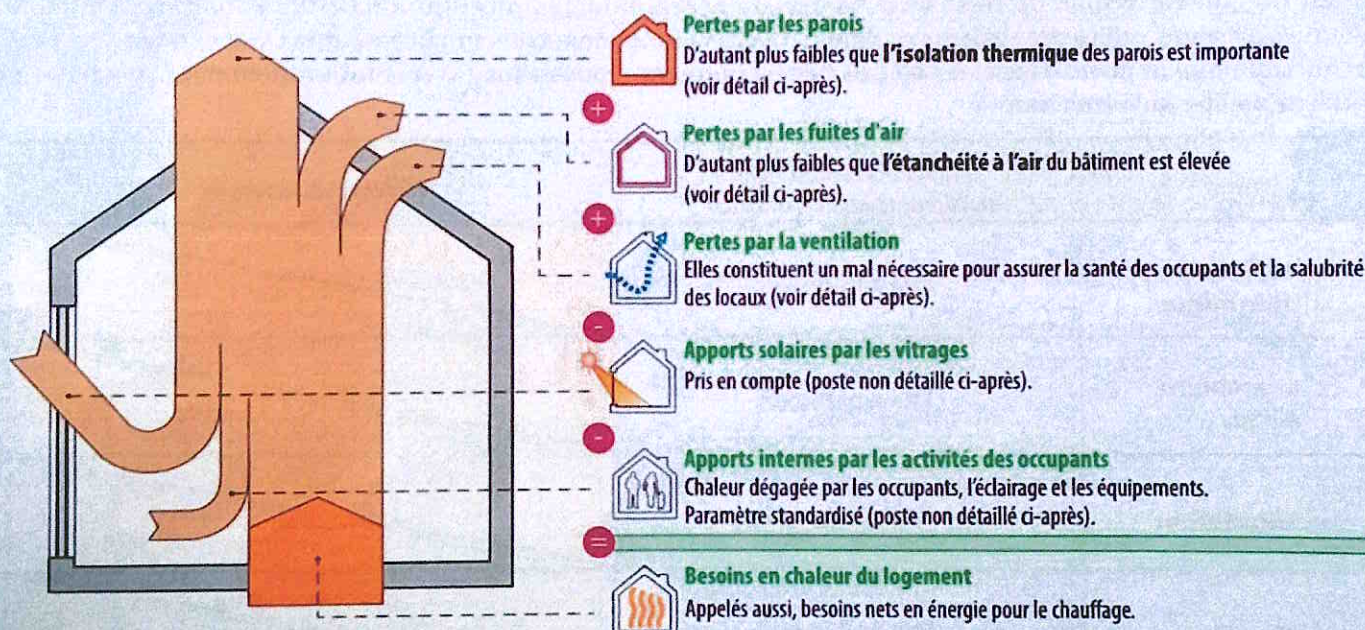 Pertes par les parois
D'autant plus faibles que l'isolation thermique des parois est importante
(voir détail ci-après).
+
Pertes par les fuites d'air
D'autant plus faibles que l'étanchéité à l'air du bâtiment est élevée
(voir détail ci-après).
+
Pertes par la ventilation
Elles constituent un mal nécessaire pour assurer la santé des occupants et la salubrité
des locaux (voir détail ci-après).
-
Apports solaires par les vitrages
Pris en compte (poste non détaillé ci-après).
-
Apports internes par les activités des occupants
Chaleur dégagée par les occupants, l'éclairage et les équipements.
Paramètre standardisé (poste non détaillé ci-après).
=
Besoins en chaleur du logement
Appelés aussi, besoins nets en énergie pour le chauffage.